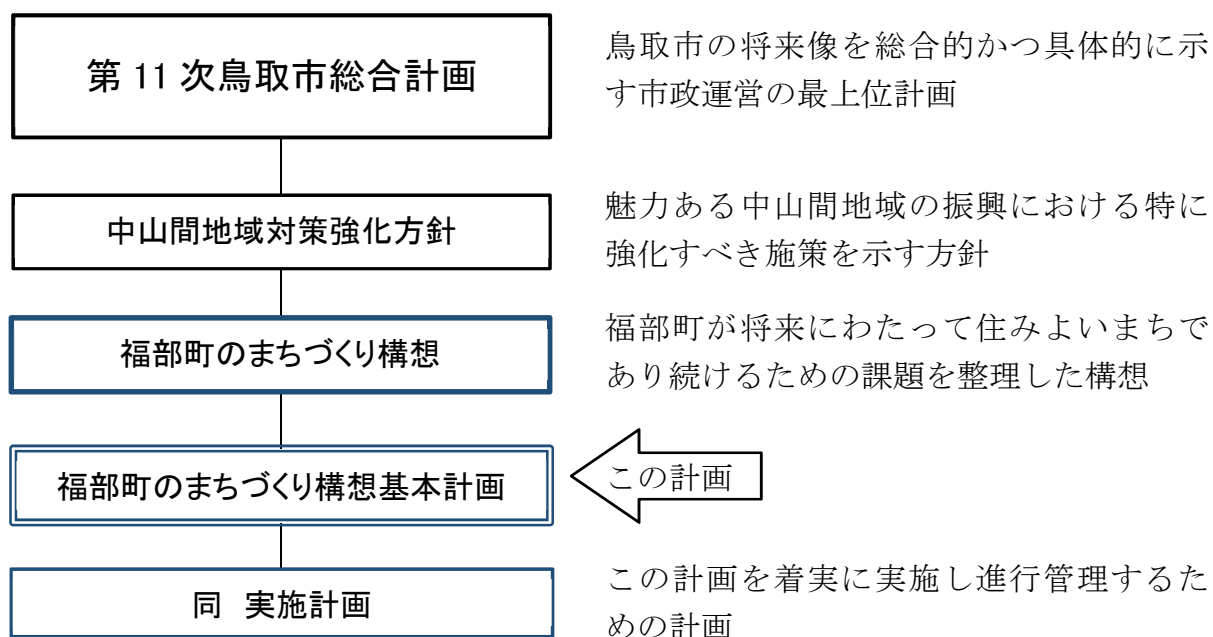 第 11 次鳥取市総合計画
鳥取市の将来像を総合的かつ具体的に示
す市政運営の最上位計画
中山間地域対策強化方針
魅力ある中山間地域の振興における特に
強化すべき施策を示す方針
福部町のまちづくり構想
福部町が将来にわたって住みよいまちで
あり続けるための課題を整理した構想
福部町のまちづくり構想基本計画
この計画
同 実施計画
この計画を着実に実施し進行管理するた
めの計画